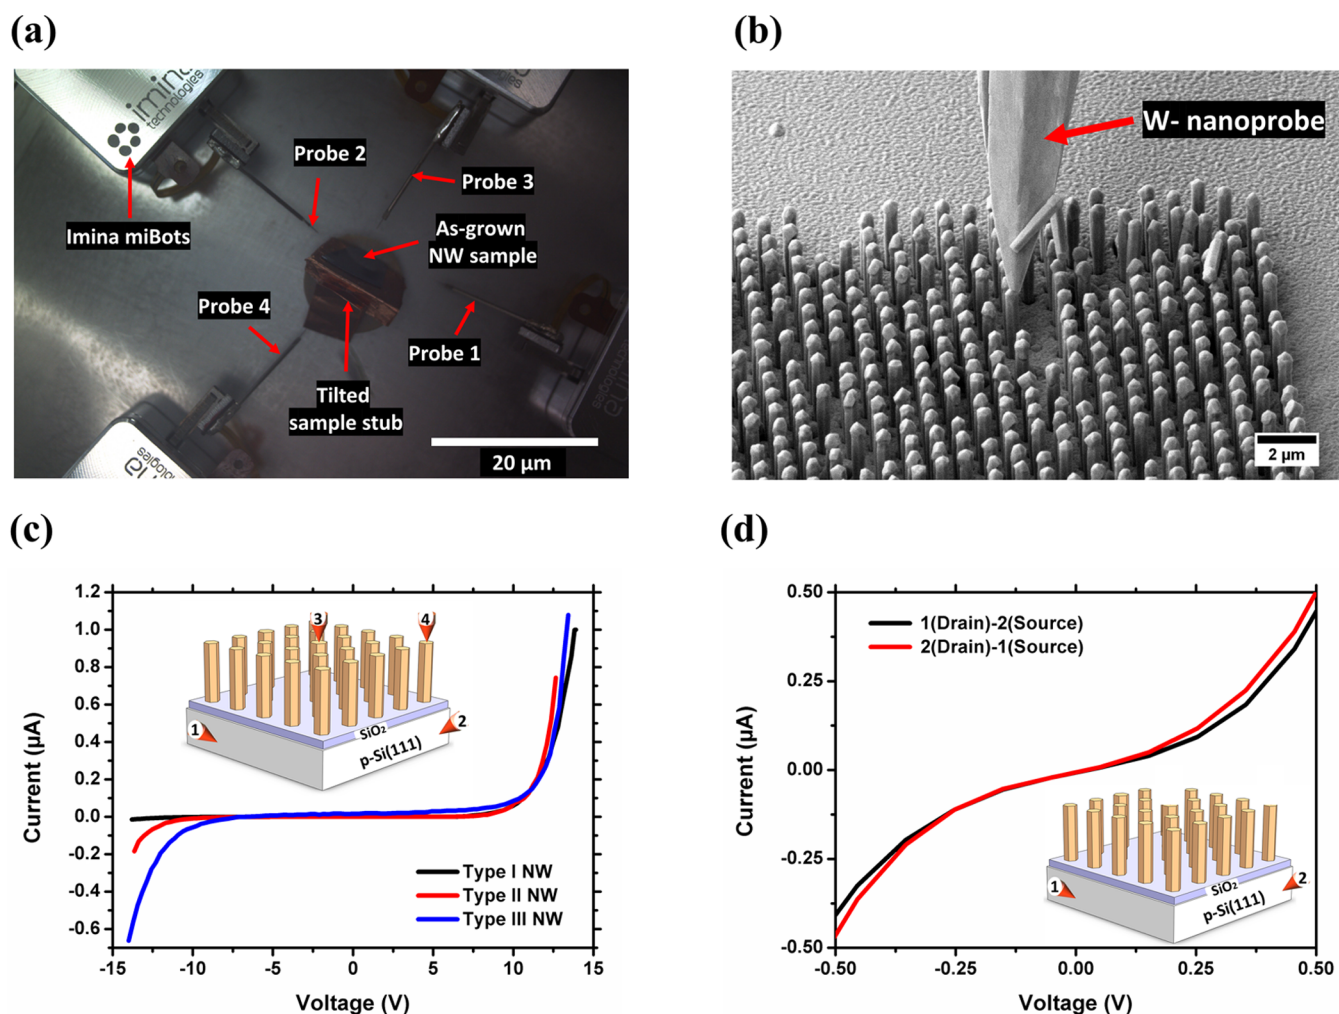 (a)
imina
technologies
Probe 2
Probe 3
Imina miBots
As-grown
NW sample
Probe 4
Probe 1
Tilted
sample stub
20 µm
(b)
W- nanoprobe
2 µm
(c)
Current (µA)
1.2
1.0
0.8
0.6
0.4
0.2
0.0
-0.2
-0.4
-0.6
3
4
1
2
SiO₂
p-Si(111)
Type I NW
Type II NW
Type III NW
-15
-10
-5
0
5
10
15
Voltage (V)
(d)
Current (µA)
0.50
0.25
0.00
-0.25
-0.50
1(Drain)-2(Source)
2(Drain)-1(Source)
1
2
SiO₂
p-Si(111)
-0.50
-0.25
0.00
0.25
0.50
Voltage (V)